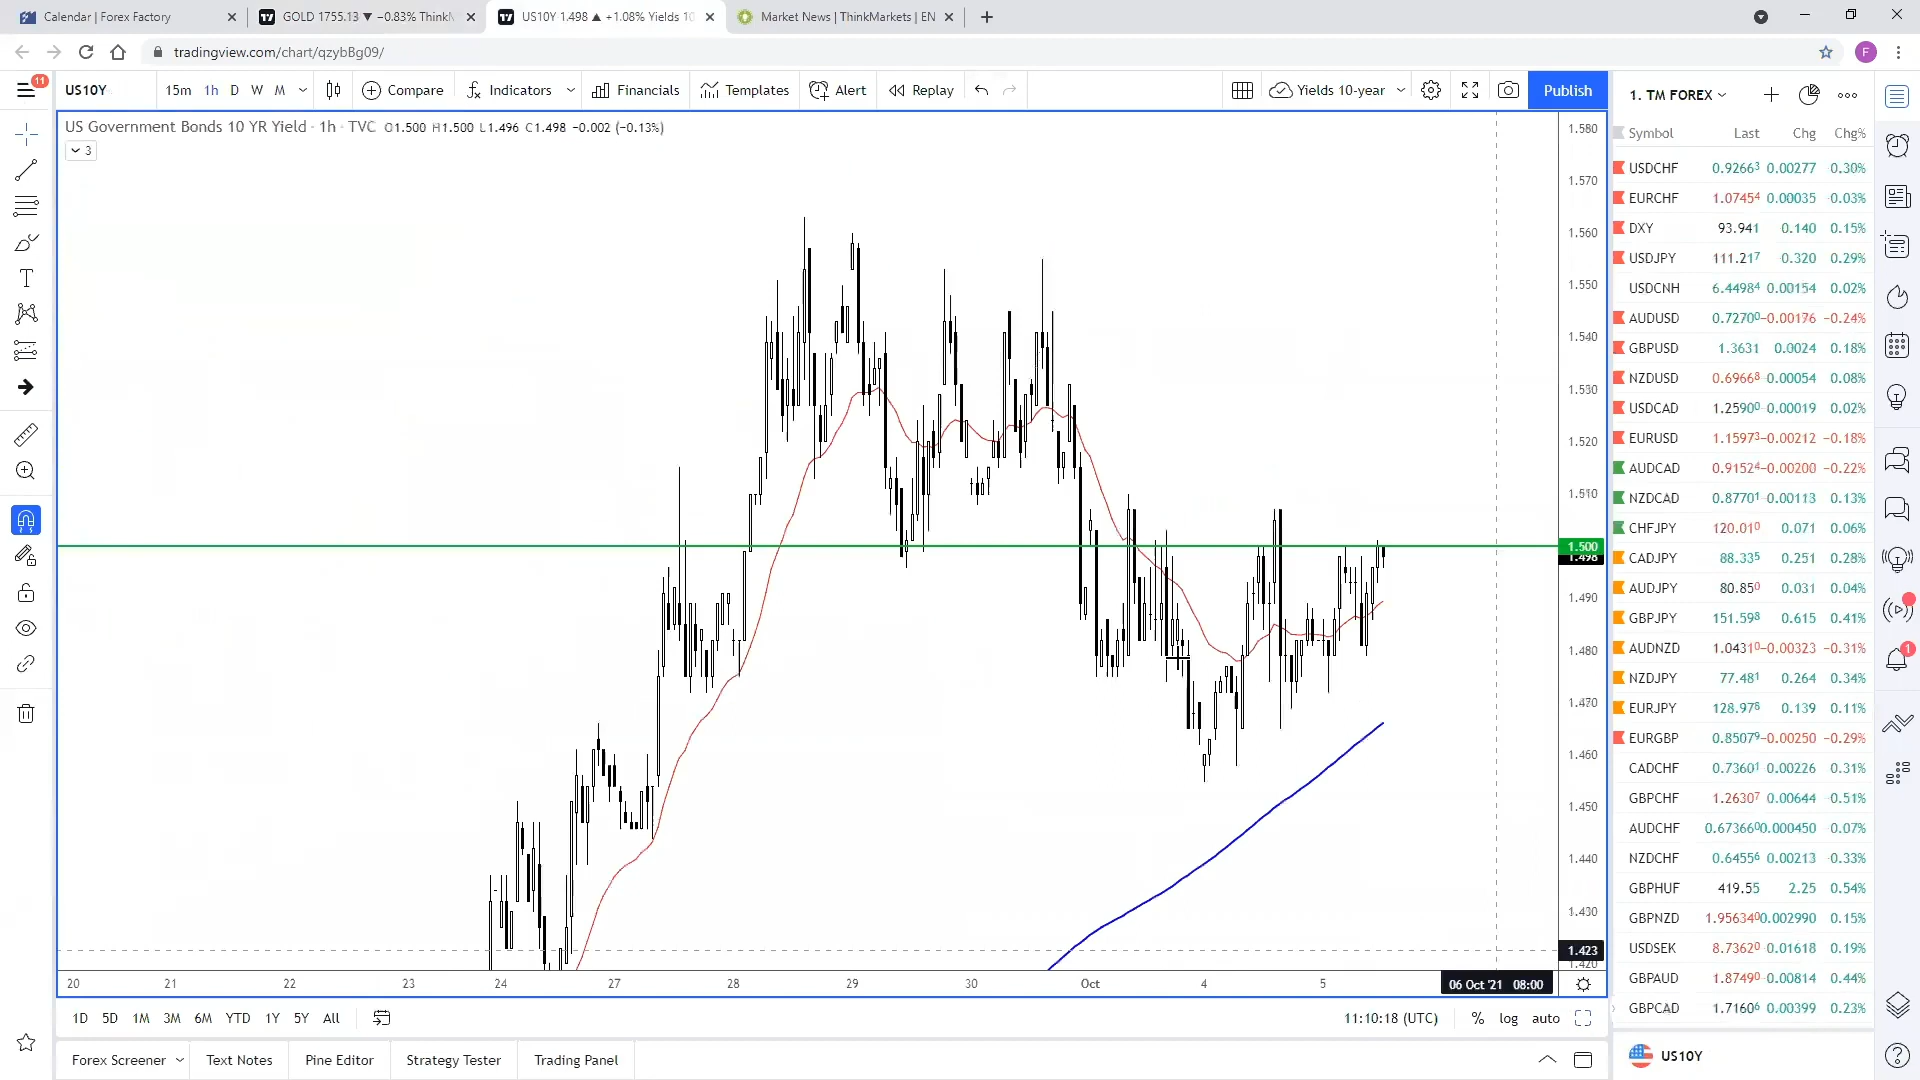 Calendar | Forex Factory
GOLD 1755.13 ▼ −0.83% ThinkM
US10Y 1.498 ▲ +1.08% Yields 10
Market News | ThinkMarkets | EN
tradingview.com/chart/qzybBg09/
F
11
US10Y
15m 1h D W M
Compare
Indicators
Financials
Templates
Alert
Replay
Yields 10-year
Publish
US Government Bonds 10 YR Yield · 1h · TVC O1.500 H1.500 L1.496 C1.498 −0.002 (−0.13%)
3
1.580
1.570
1.560
1.550
1.540
1.530
1.520
1.510
1.500
1.498
1.490
1.480
1.470
1.460
1.450
1.440
1.430
1.423
1.420
20 21 22 23 24 27 28 29 30 Oct 4 5 06 Oct '21 08:00
1D 5D 1M 3M 6M YTD 1Y 5Y All
11:10:18 (UTC) % log auto
Forex Screener Text Notes Pine Editor Strategy Tester Trading Panel
1. TM FOREX
Symbol Last Chg Chg%
USDCHF 0.92663 0.00277 0.30%
EURCHF 1.07454 0.00035 -0.03%
DXY 93.941 0.140 0.15%
USDJPY 111.217 0.320 0.29%
USDCNH 6.44984 0.00154 0.02%
AUDUSD 0.72700 −0.00176 −0.24%
GBPUSD 1.3631 0.0024 0.18%
NZDUSD 0.69668 -0.00054 0.08%
USDCAD 1.25900 -0.00019 0.02%
EURUSD 1.15973 −0.00212 −0.18%
AUDCAD 0.91524 −0.00200 −0.22%
NZDCAD 0.87701 -0.00113 0.13%
CHFJPY 120.010 0.071 0.06%
CADJPY 88.335 0.251 0.28%
AUDJPY 80.850 0.031 0.04%
GBPJPY 151.598 0.615 0.41%
AUDNZD 1.04310 −0.00323 −0.31%
NZDJPY 77.481 0.264 0.34%
EURJPY 128.978 0.139 0.11%
EURGBP 0.85079 −0.00250 −0.29%
CADCHF 0.73601 0.00226 0.31%
GBPCHF 1.26307 0.00644 0.51%
AUDCHF 0.673660 0.000450 0.07%
NZDCHF 0.64556 0.00213 0.33%
GBPHUF 419.55 2.25 0.54%
GBPNZD 1.956340 0.002990 0.15%
USDSEK 8.73620 0.01618 0.19%
GBPAUD 1.87490 0.00814 0.44%
GBPCAD 1.71606 0.00399 0.23%
US10Y
1